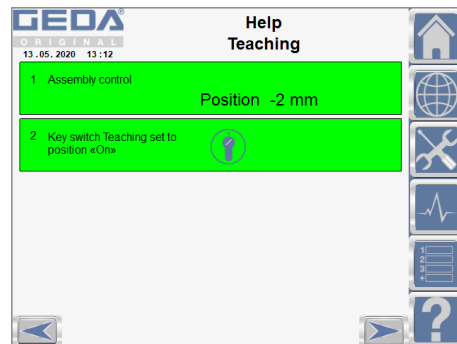 GEDA®
ORIGINAL
13.05.2020 13:12
Help
Teaching
1 Assembly control
Position -2 mm
2 Key switch Teaching set to
position «On»
1
2
3
+
?